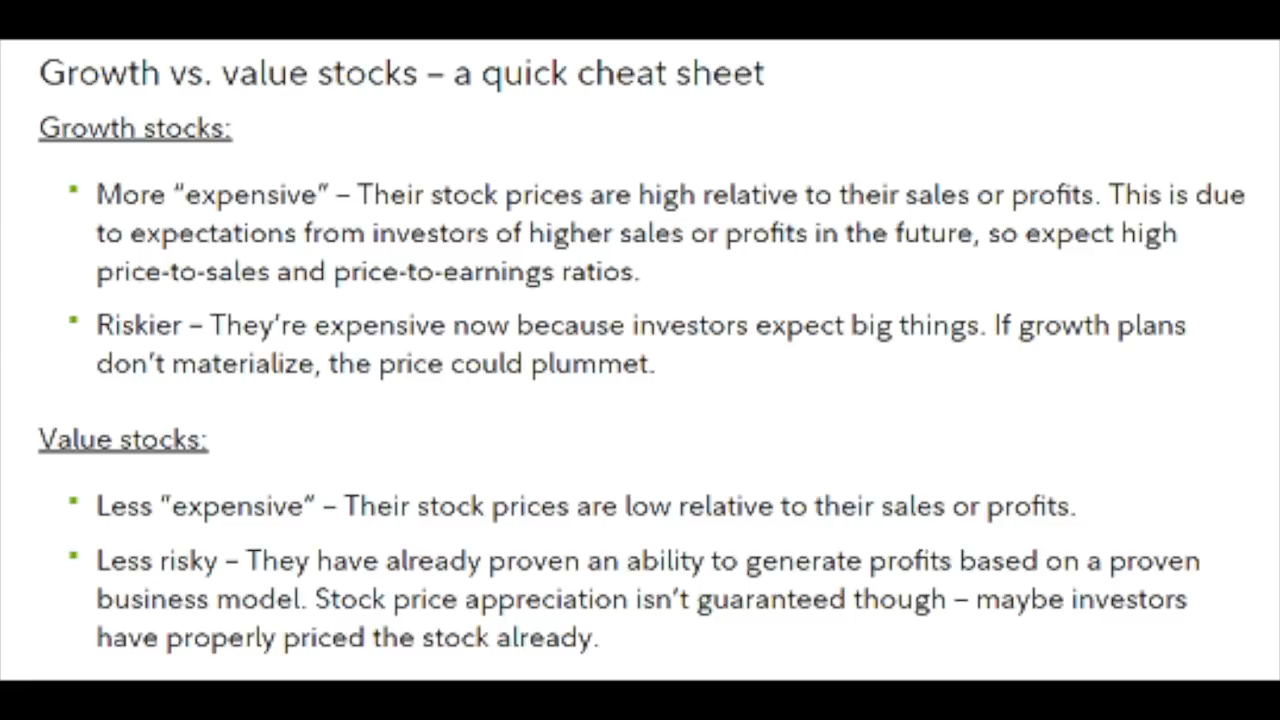 Growth vs. value stocks – a quick cheat sheet
Growth stocks:
▪ More “expensive” – Their stock prices are high relative to their sales or profits. This is due
to expectations from investors of higher sales or profits in the future, so expect high
price-to-sales and price-to-earnings ratios.
▪ Riskier – They’re expensive now because investors expect big things. If growth plans
don’t materialize, the price could plummet.
Value stocks:
▪ Less “expensive” – Their stock prices are low relative to their sales or profits.
▪ Less risky – They have already proven an ability to generate profits based on a proven
business model. Stock price appreciation isn’t guaranteed though – maybe investors
have properly priced the stock already.